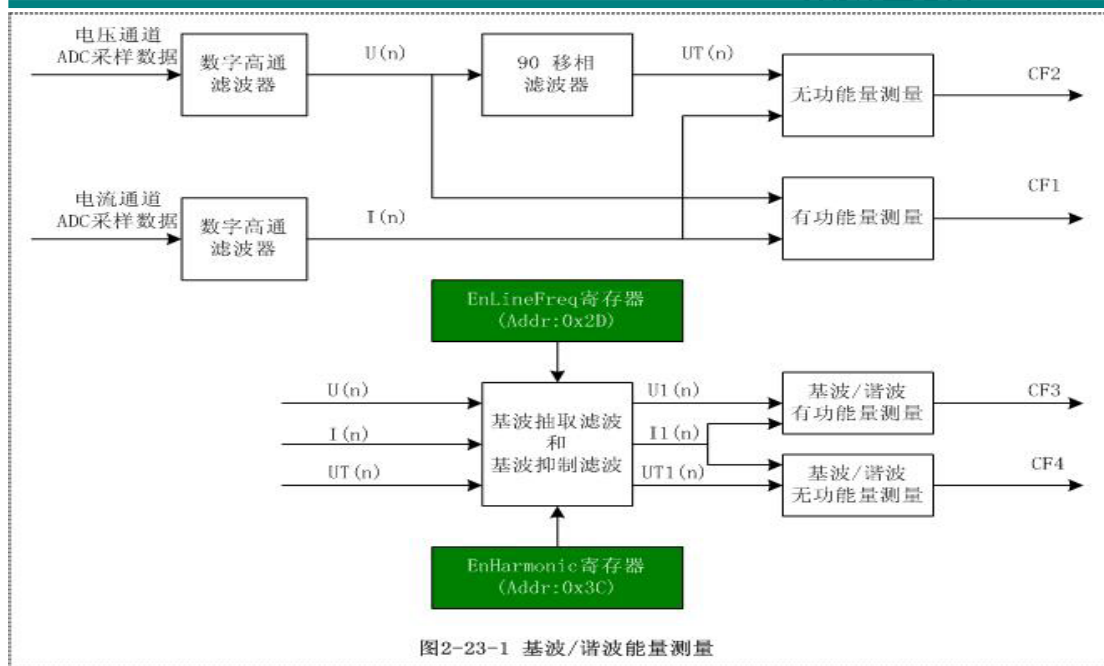 电压通道
ADC采样数据
数字高通
滤波器
U(n)
90 移相
滤波器
UT(n)
无功能量测量
CF2
电流通道
ADC采样数据
数字高通
滤波器
I(n)
有功能量测量
CF1
EnLineFreq寄存器
(Addr:0x2D)
U(n)
I(n)
UT(n)
基波抽取滤波
和
基波抑制滤波
U1(n)
I1(n)
UT1(n)
基波/谐波
有功能量测量
CF3
基波/谐波
无功能量测量
CF4
EnHarmonic寄存器
(Addr:0x3C)
图2-23-1 基波/谐波能量测量